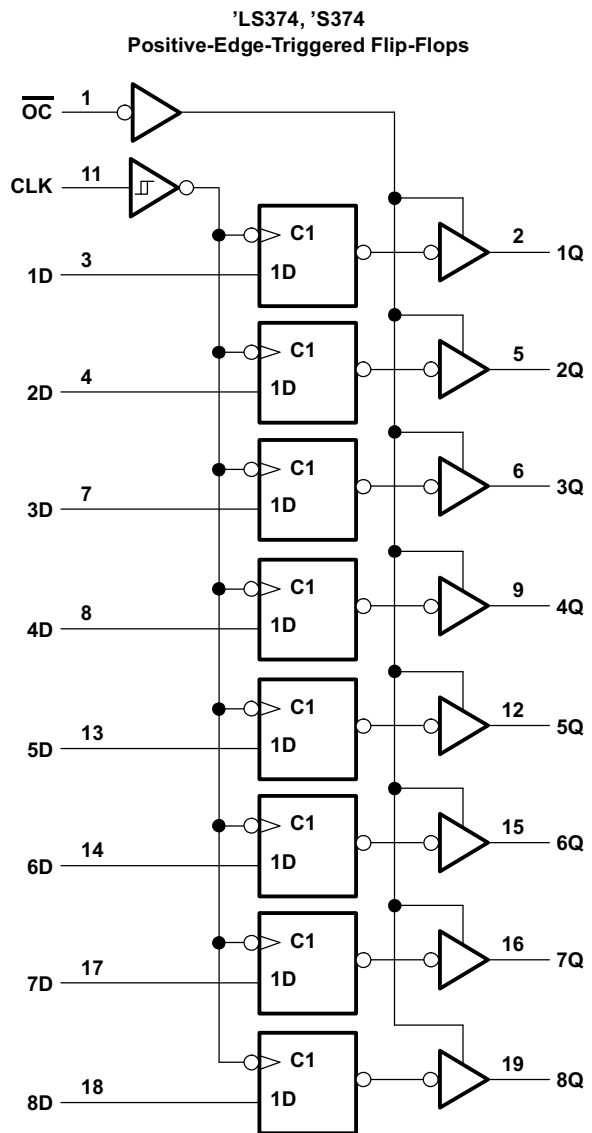 'LS374, 'S374
Positive-Edge-Triggered Flip-Flops
OC 1
CLK 11
C1
1D 3 1D 2 1Q
C1
2D 4 1D 5 2Q
C1
3D 7 1D 6 3Q
C1
4D 8 1D 9 4Q
C1
5D 13 1D 12 5Q
C1
6D 14 1D 15 6Q
C1
7D 17 1D 16 7Q
C1
8D 18 1D 19 8Q